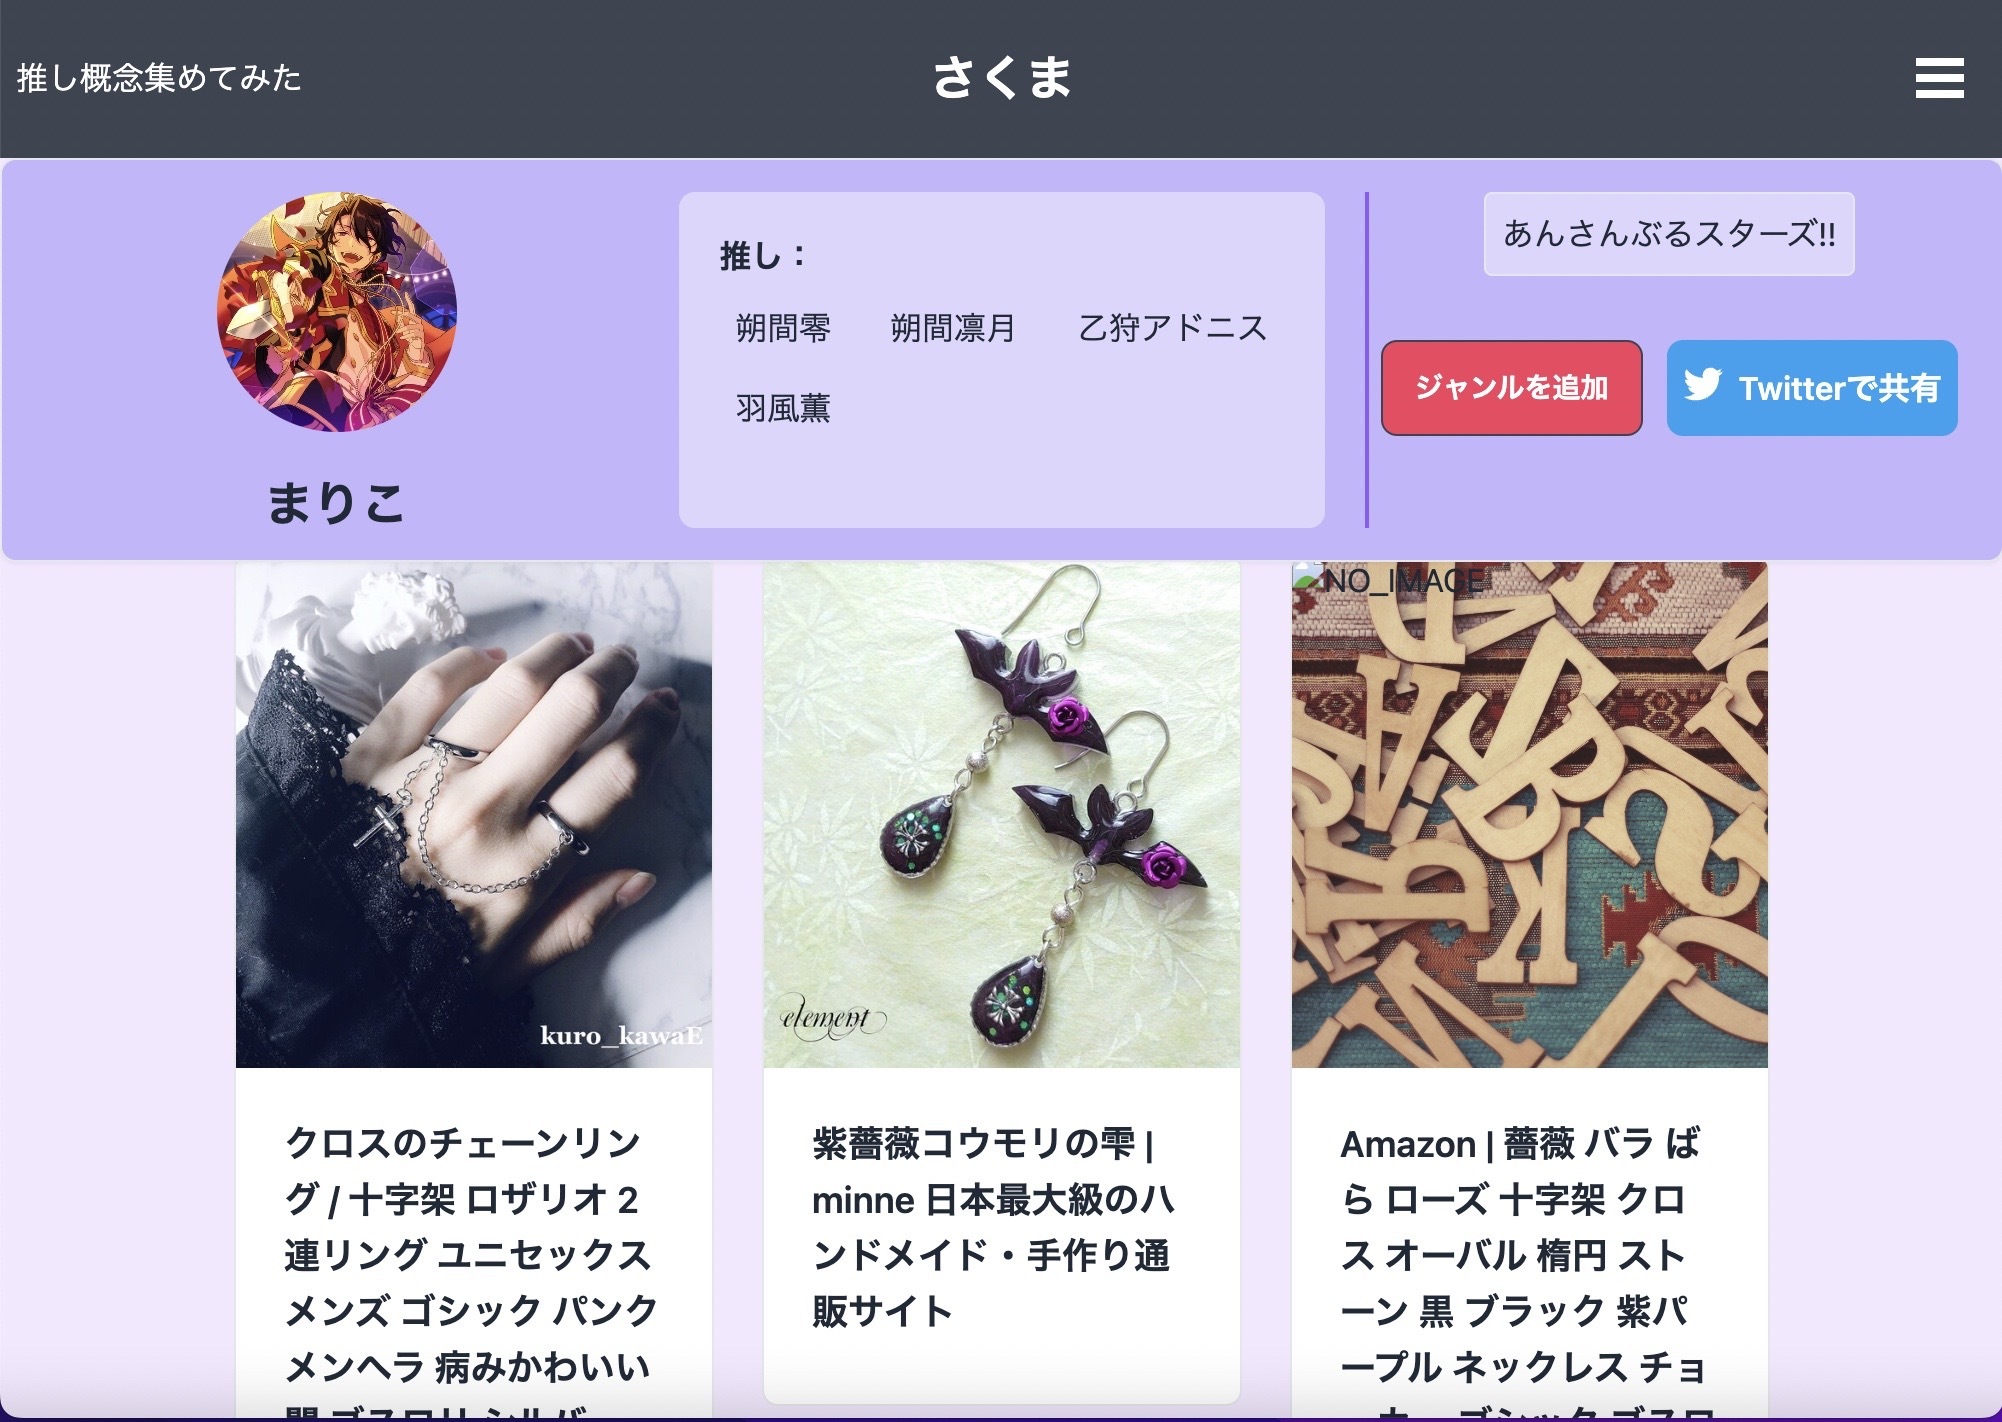 推し概念集めてみた
さくま
まりこ
推し：
朔間零 朔間凛月 乙狩アドニス
羽風薫
あんさんぶるスターズ!!
ジャンルを追加
Twitterで共有
kuro_kawaE
クロスのチェーンリン
グ / 十字架 ロザリオ 2
連リング ユニセックス
メンズ ゴシック パンク
メンヘラ 病みかわいい
element
紫薔薇コウモリの雫 |
minne 日本最大級のハ
ンドメイド・手作り通
販サイト
NO_IMAGE
Amazon | 薔薇 バラ ば
ら ローズ 十字架 クロ
ス オーバル 楕円 スト
ーン 黒 ブラック 紫パ
ープル ネックレス チョ